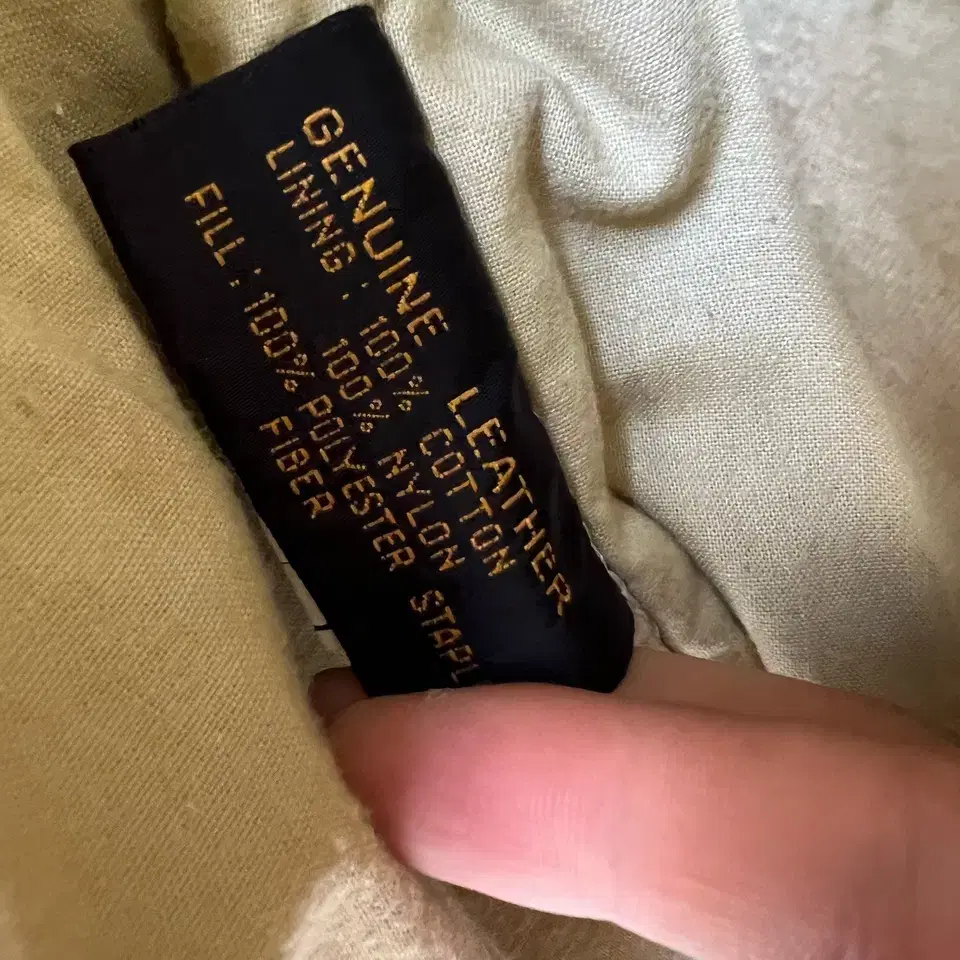 GENUINE LEATHER
LINING : 100% COTTON
100% NYLON
FILL : 100% POLYESTER STAPL
FIBER